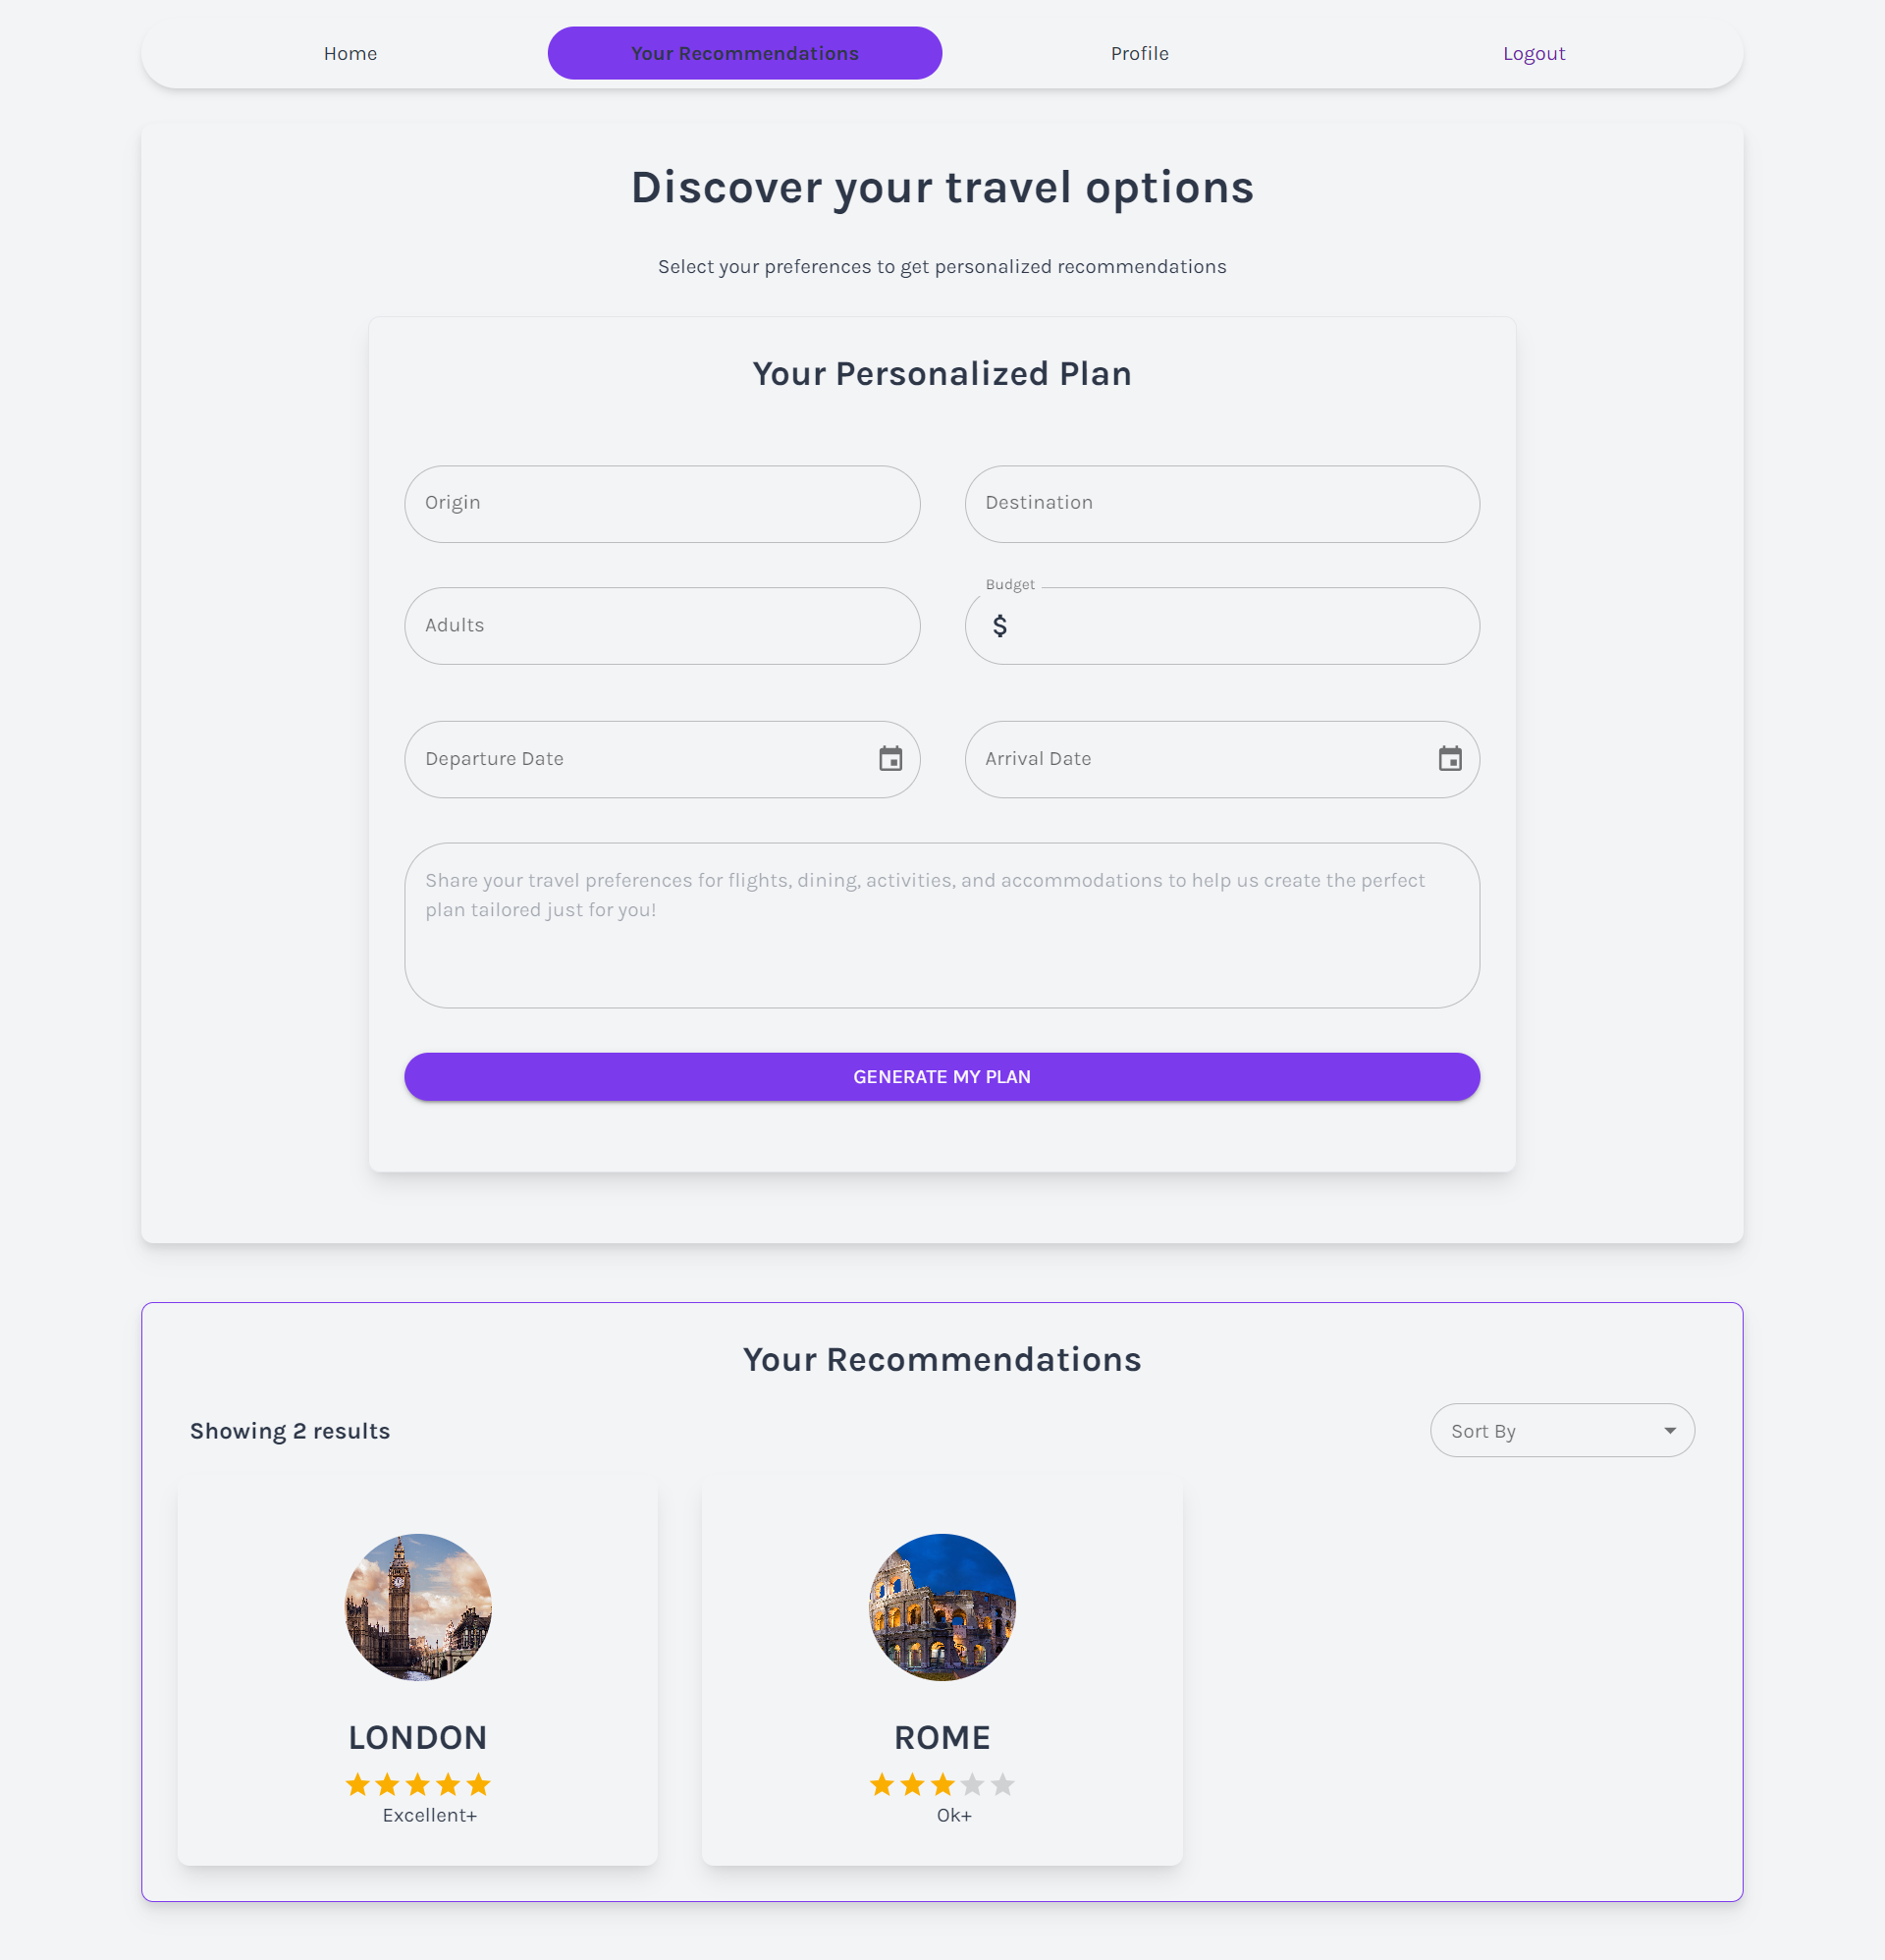 Home
Your Recommendations
Profile
Logout
Discover your travel options
Select your preferences to get personalized recommendations
Your Personalized Plan
Origin
Destination
Adults
Budget
$
Departure Date
Arrival Date
Share your travel preferences for flights, dining, activities, and accommodations to help us create the perfect
plan tailored just for you!
GENERATE MY PLAN
Your Recommendations
Showing 2 results
Sort By
LONDON
Excellent+
ROME
Ok+